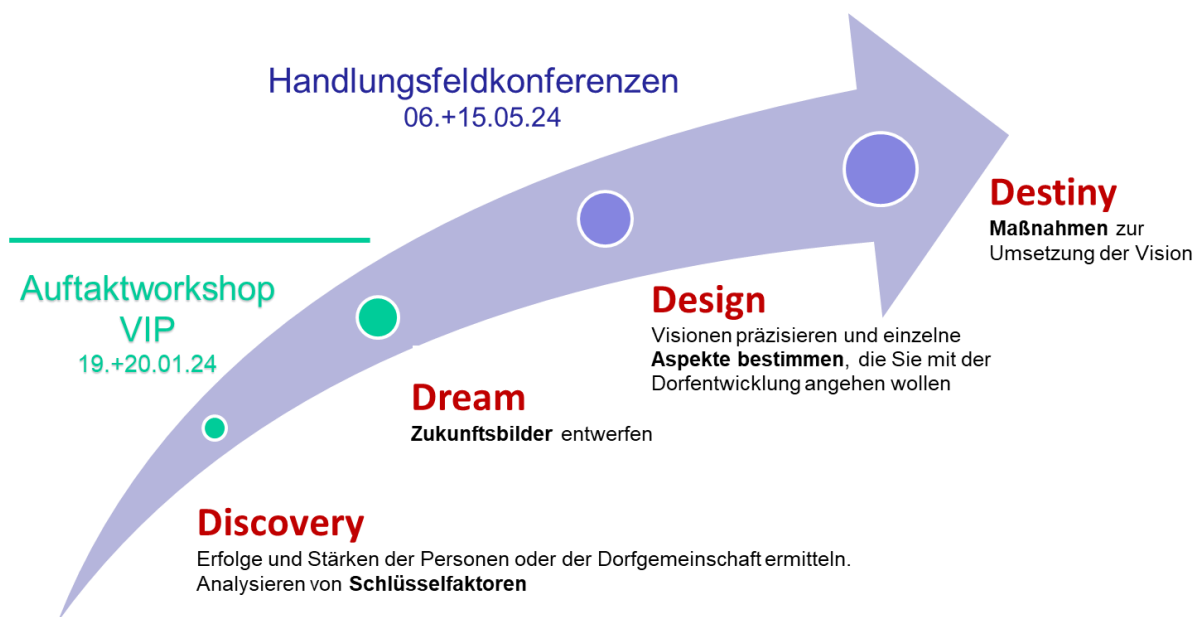 Handlungsfeldkonferenzen
06.+15.05.24
Auftaktworkshop
VIP
19.+20.01.24
Destiny
Maßnahmen zur
Umsetzung der Vision
Design
Visionen präzisieren und einzelne
Aspekte bestimmen, die Sie mit der
Dorfentwicklung angehen wollen
Dream
Zukunftsbilder entwerfen
Discovery
Erfolge und Stärken der Personen oder der Dorfgemeinschaft ermitteln.
Analysieren von Schlüsselfaktoren